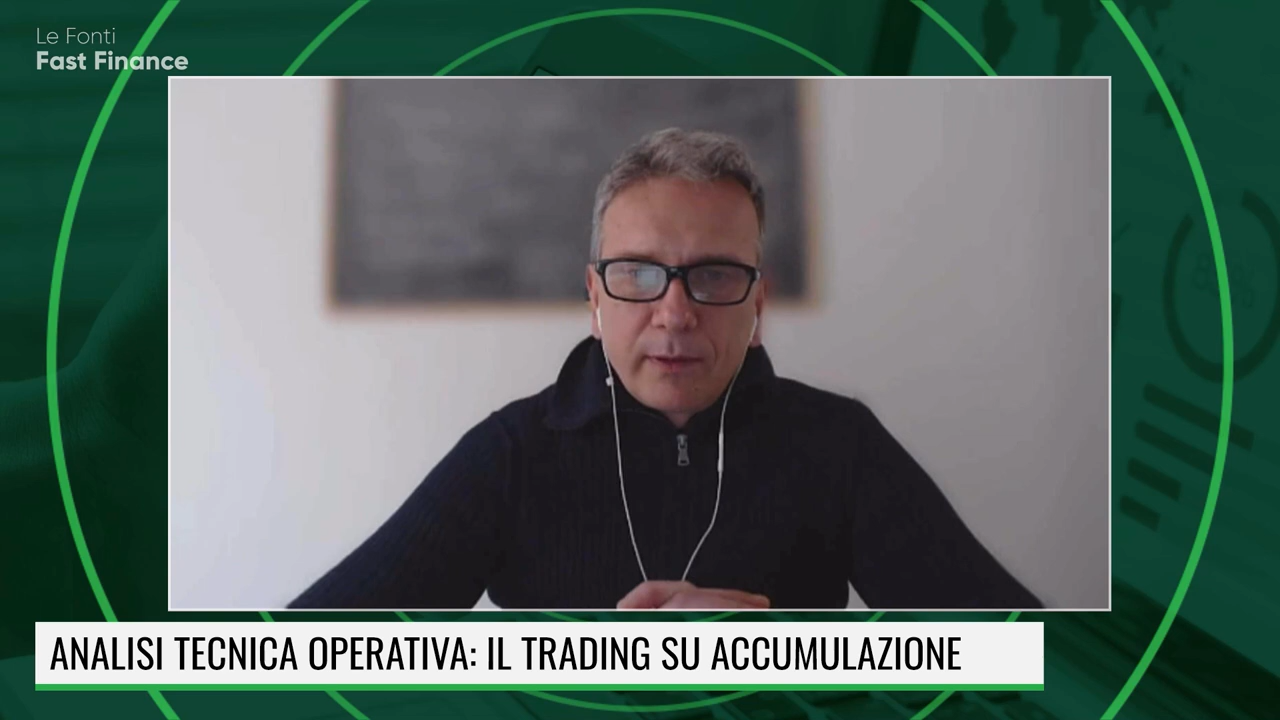 Le Fonti
Fast Finance
ANALISI TECNICA OPERATIVA: IL TRADING SU ACCUMULAZIONE